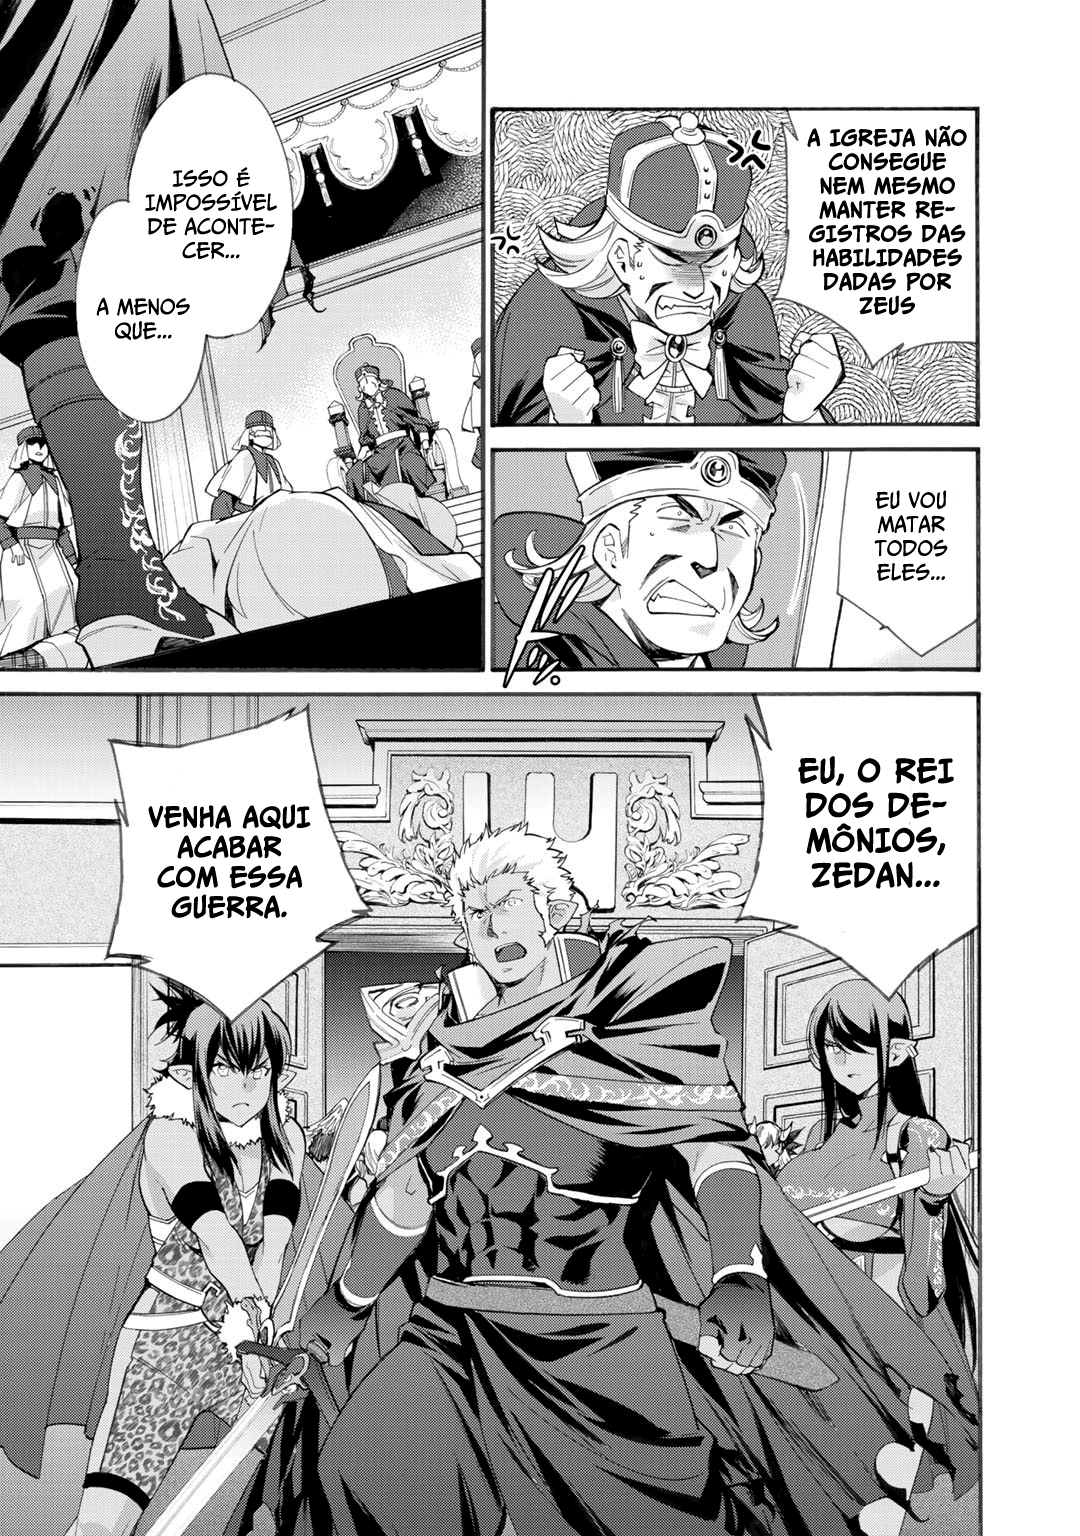 A IGREJA NÃO
CONSEGUE
NEM MESMO
MANTER RE-
GISTROS DAS
HABILIDADES
DADAS POR
ZEUS
EU VOU
MATAR
TODOS
ELES...
ISSO É
IMPOSSÍVEL
DE ACONTE-
CER...
A MENOS
QUE...
EU, O REI
DOS DE-
MÔNIOS,
ZEDAN...
VENHA AQUI
ACABAR
COM ESSA
GUERRA.